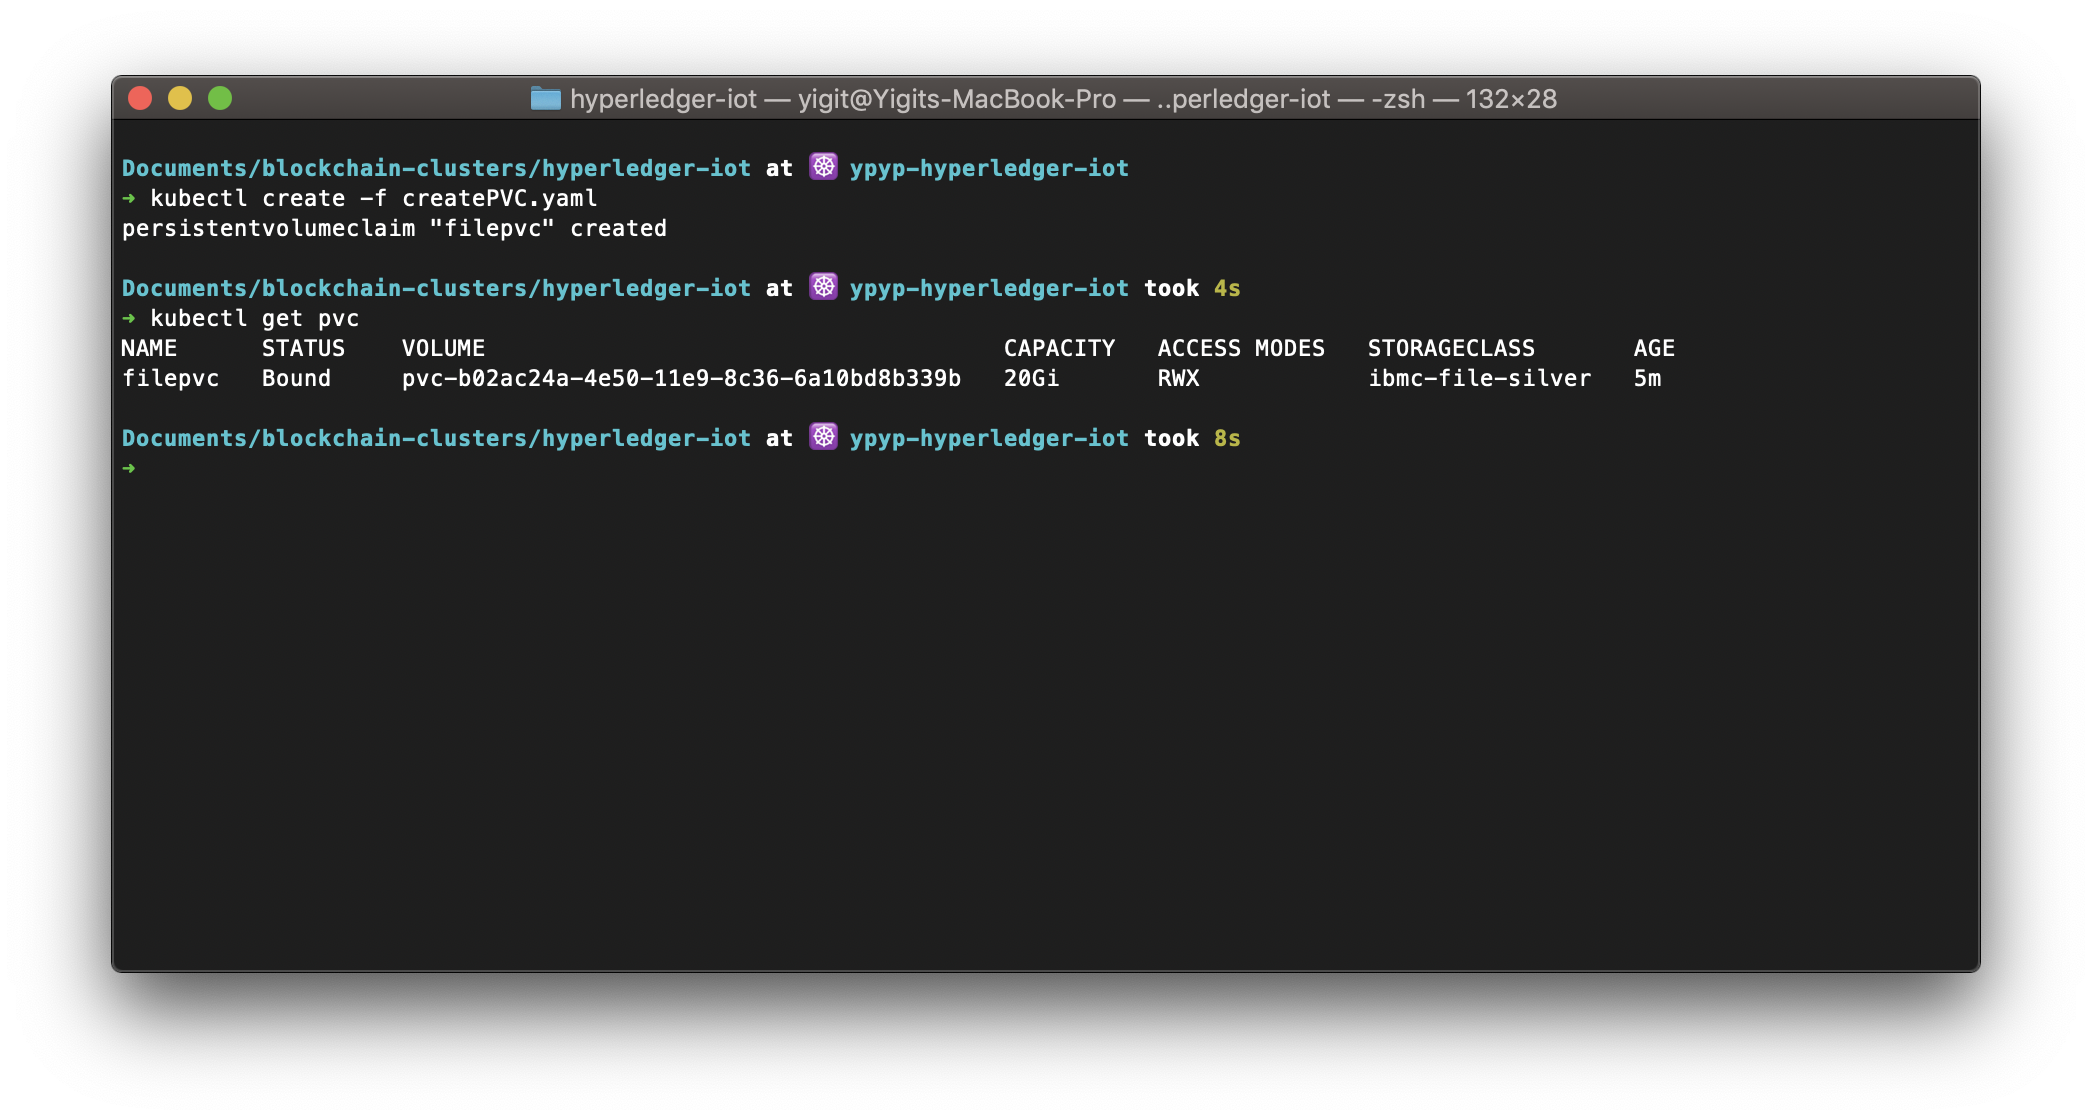 hyperledger-iot — yigit@Yigits-MacBook-Pro — ..perledger-iot — -zsh — 132×28
Documents/blockchain-clusters/hyperledger-iot at ☸ ypyp-hyperledger-iot
➜ kubectl create -f createPVC.yaml
persistentvolumeclaim "filepvc" created
Documents/blockchain-clusters/hyperledger-iot at ☸ ypyp-hyperledger-iot took 4s
➜ kubectl get pvc
NAME STATUS VOLUME CAPACITY ACCESS MODES STORAGECLASS AGE
filepvc Bound pvc-b02ac24a-4e50-11e9-8c36-6a10bd8b339b 20Gi RWX ibmc-file-silver 5m
Documents/blockchain-clusters/hyperledger-iot at ☸ ypyp-hyperledger-iot took 8s
➜